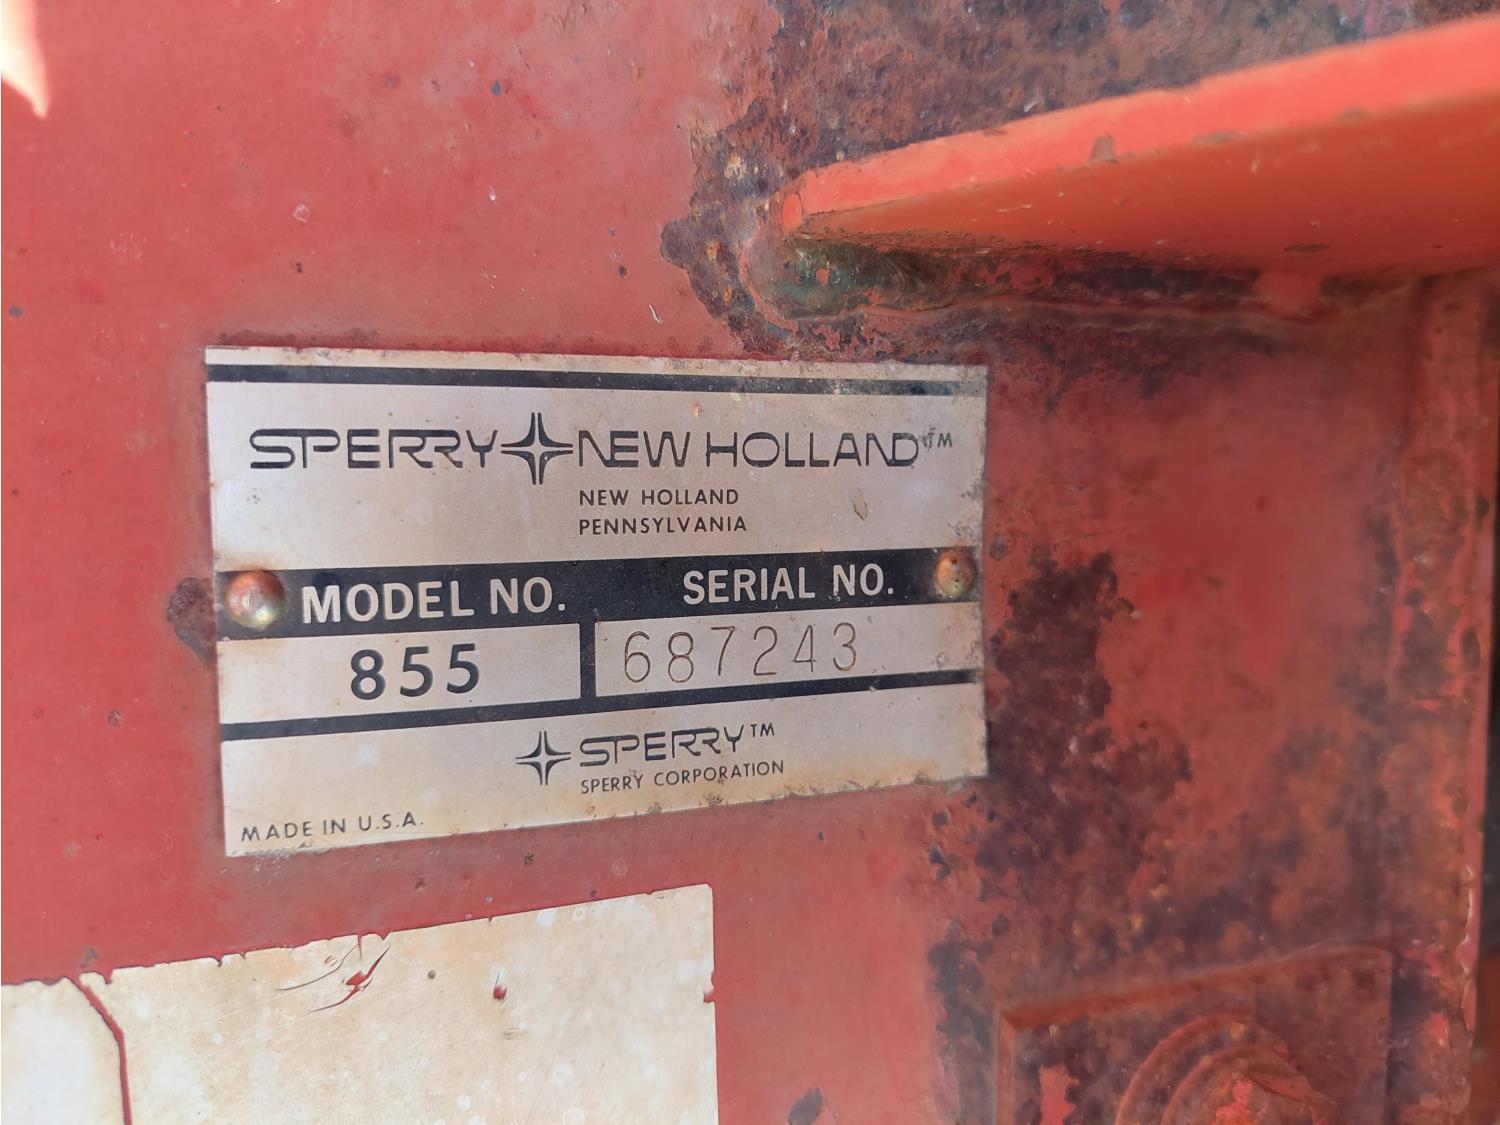 SPERRY NEW HOLLAND™
NEW HOLLAND
PENNSYLVANIA
MODEL NO. SERIAL NO.
855 687243
SPERRY™
SPERRY CORPORATION
MADE IN U.S.A.